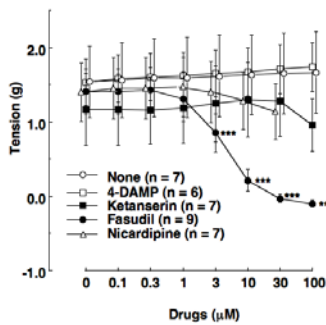 2.0
1.0
0.0
-1.0
Tension (g)
None (n = 7)
4-DAMP (n = 6)
Ketanserin (n = 7)
Fasudil (n = 9)
Nicardipine (n = 7)
***
***
***
**
0 0.1 0.3 1 3 10 30 100
Drugs (µM)